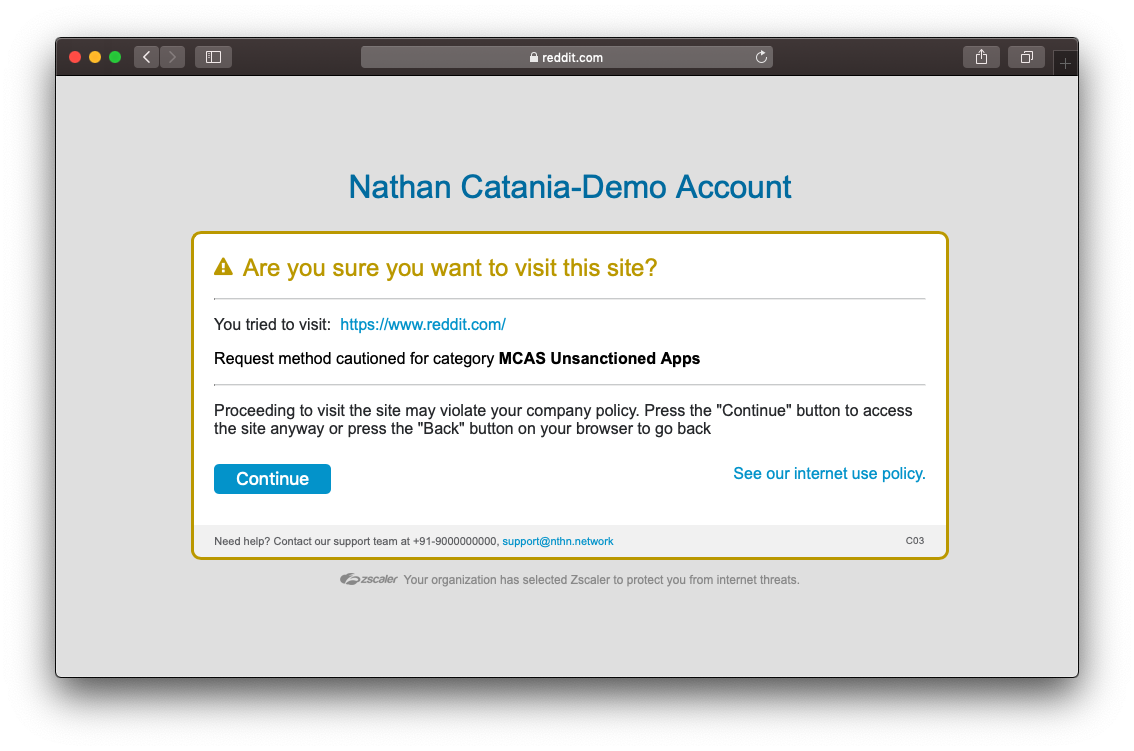 reddit.com
Nathan Catania-Demo Account
Are you sure you want to visit this site?
You tried to visit: https://www.reddit.com/
Request method cautioned for category MCAS Unsanctioned Apps
Proceeding to visit the site may violate your company policy. Press the "Continue" button to access
the site anyway or press the "Back" button on your browser to go back
Continue
See our internet use policy.
Need help? Contact our support team at +91-9000000000, support@nthn.network
C03
zscaler Your organization has selected Zscaler to protect you from internet threats.